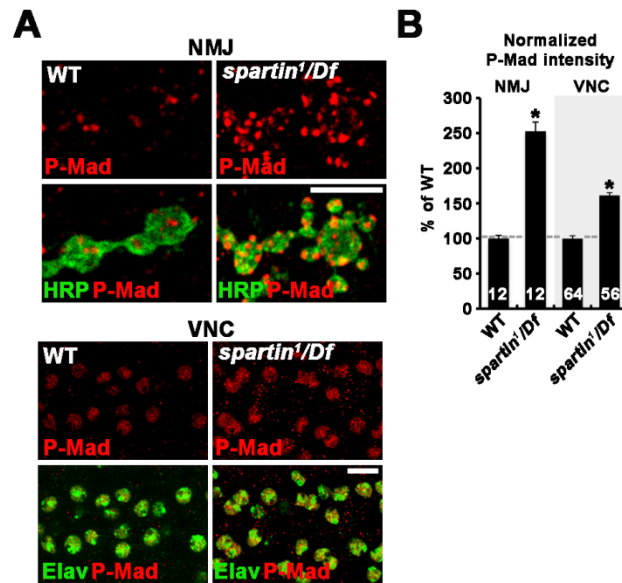 A
NMJ
WT
spartin¹/Df
P-Mad
P-Mad
HRP P-Mad
HRP P-Mad
VNC
WT
spartin¹/Df
P-Mad
P-Mad
Elav P-Mad
Elav P-Mad
B
Normalized
P-Mad intensity
NMJ VNC
% of WT
300
250
200
150
100
50
0
* *
12 12 64 56
WT spartin¹/Df WT spartin¹/Df